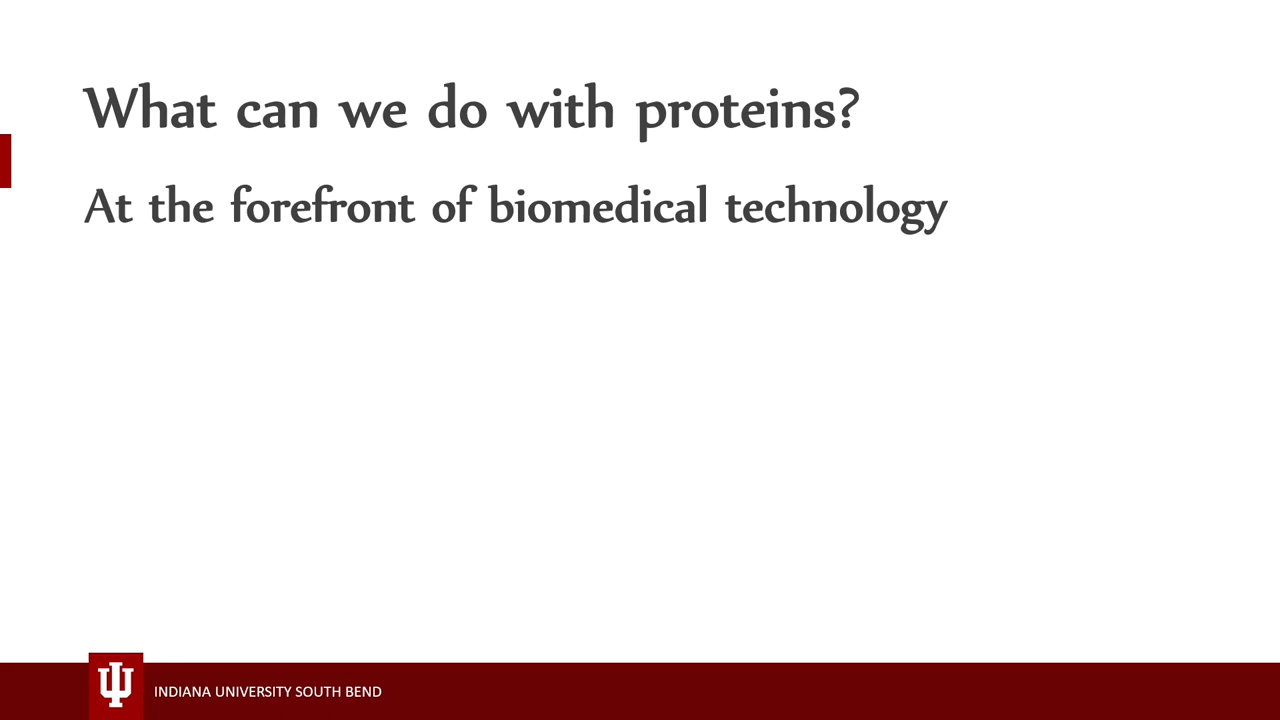 What can we do with proteins?
At the forefront of biomedical technology
INDIANA UNIVERSITY SOUTH BEND